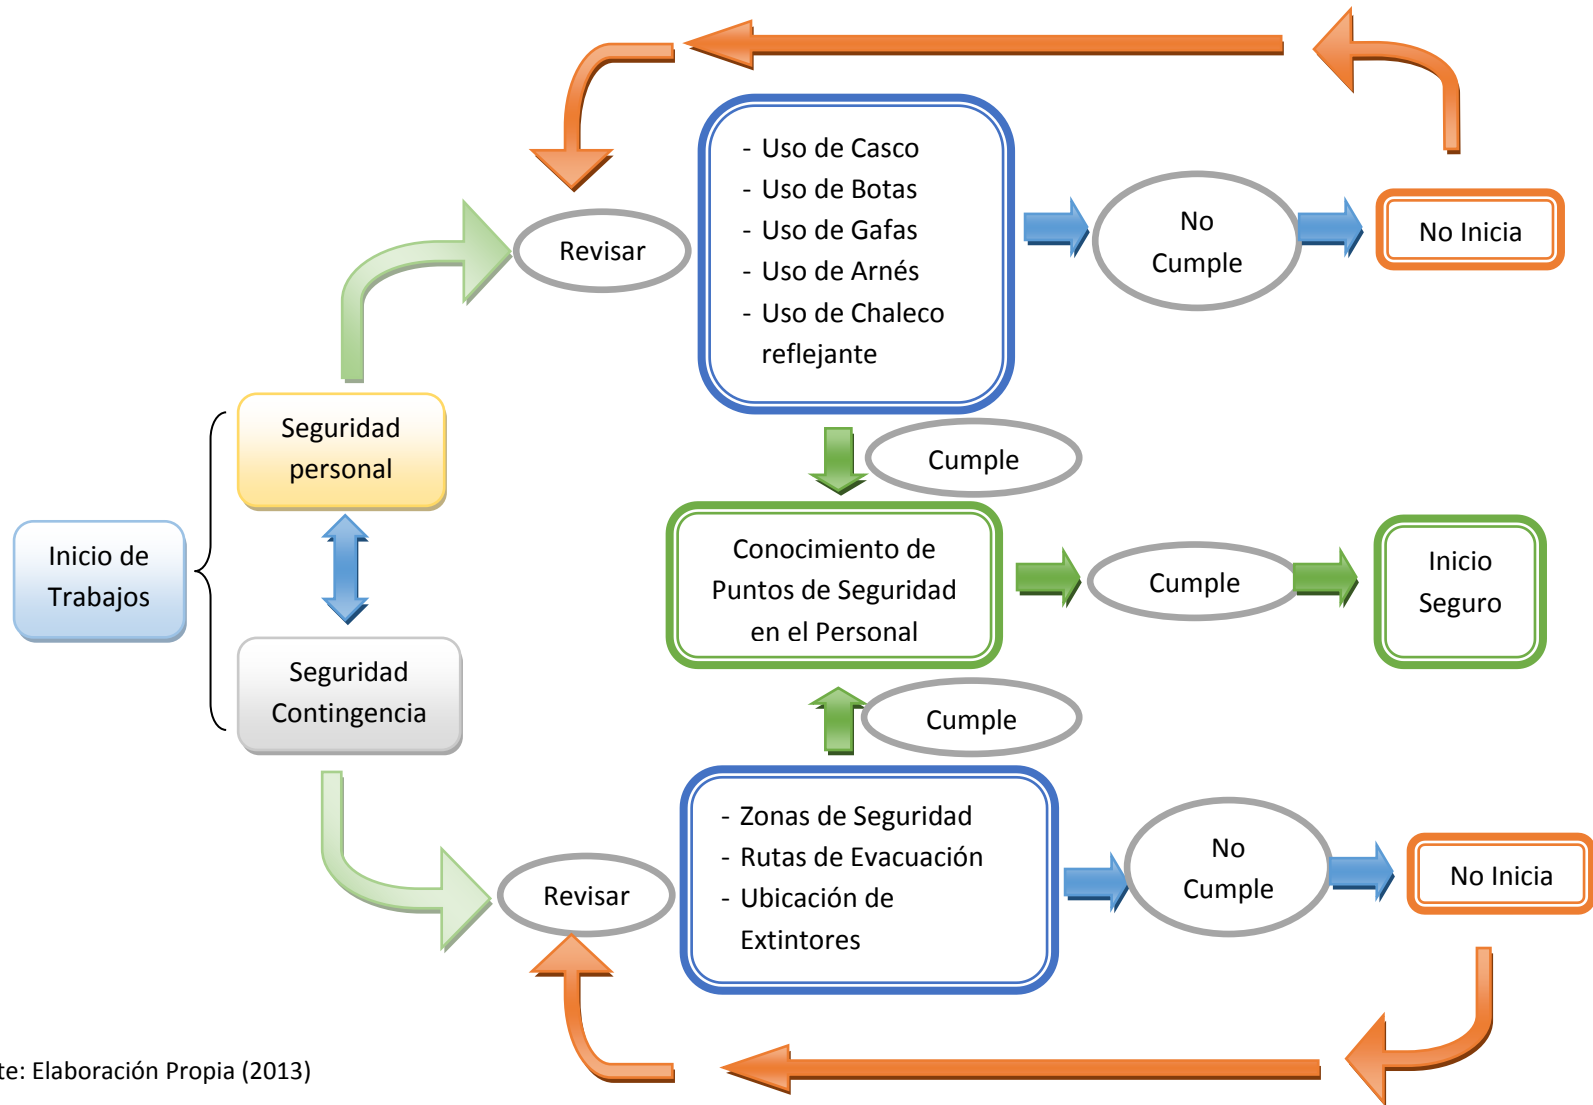 - Uso de Casco
- Uso de Botas
- Uso de Gafas
- Uso de Arnés
- Uso de Chaleco
reflejante
Revisar
No
Cumple
No Inicia
Seguridad
personal
Cumple
Inicio de
Trabajos
Conocimiento de
Puntos de Seguridad
en el Personal
Cumple
Inicio
Seguro
Seguridad
Contingencia
Cumple
- Zonas de Seguridad
- Rutas de Evacuación
- Ubicación de
Extintores
Revisar
No
Cumple
No Inicia
te: Elaboración Propia (2013)